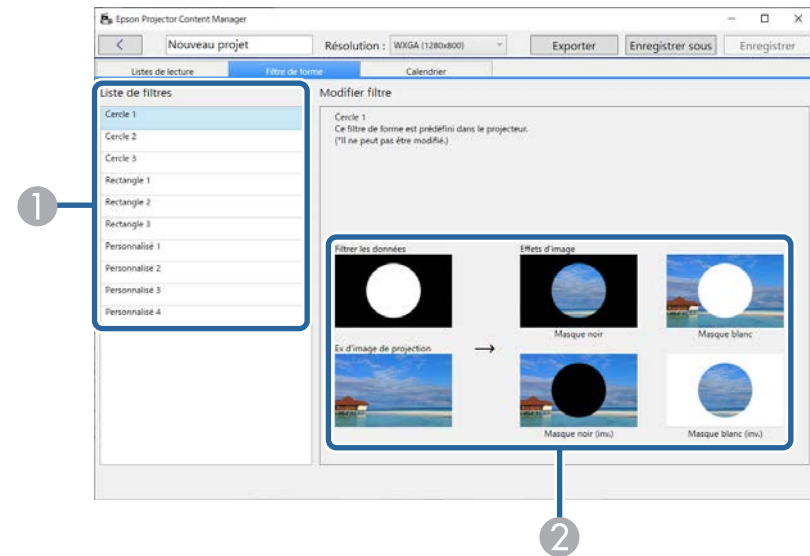 Epson Projector Content Manager
Nouveau projet
Résolution :
WXGA (1280x800)
Exporter
Enregistrer sous
Enregistrer
Listes de lecture
Filtre de forme
Calendrier
Liste de filtres
Cercle 1
Cercle 2
Cercle 3
Rectangle 1
Rectangle 2
Rectangle 3
Personnalisé 1
Personnalisé 2
Personnalisé 3
Personnalisé 4
Modifier filtre
Cercle 1
Ce filtre de forme est prédéfini dans le projecteur.
(*Il ne peut pas être modifié.)
Filtrer les données
Effets d'image
Masque noir
Masque blanc
Ex d'image de projection
→
Masque noir (inv.)
Masque blanc (inv.)
1
2